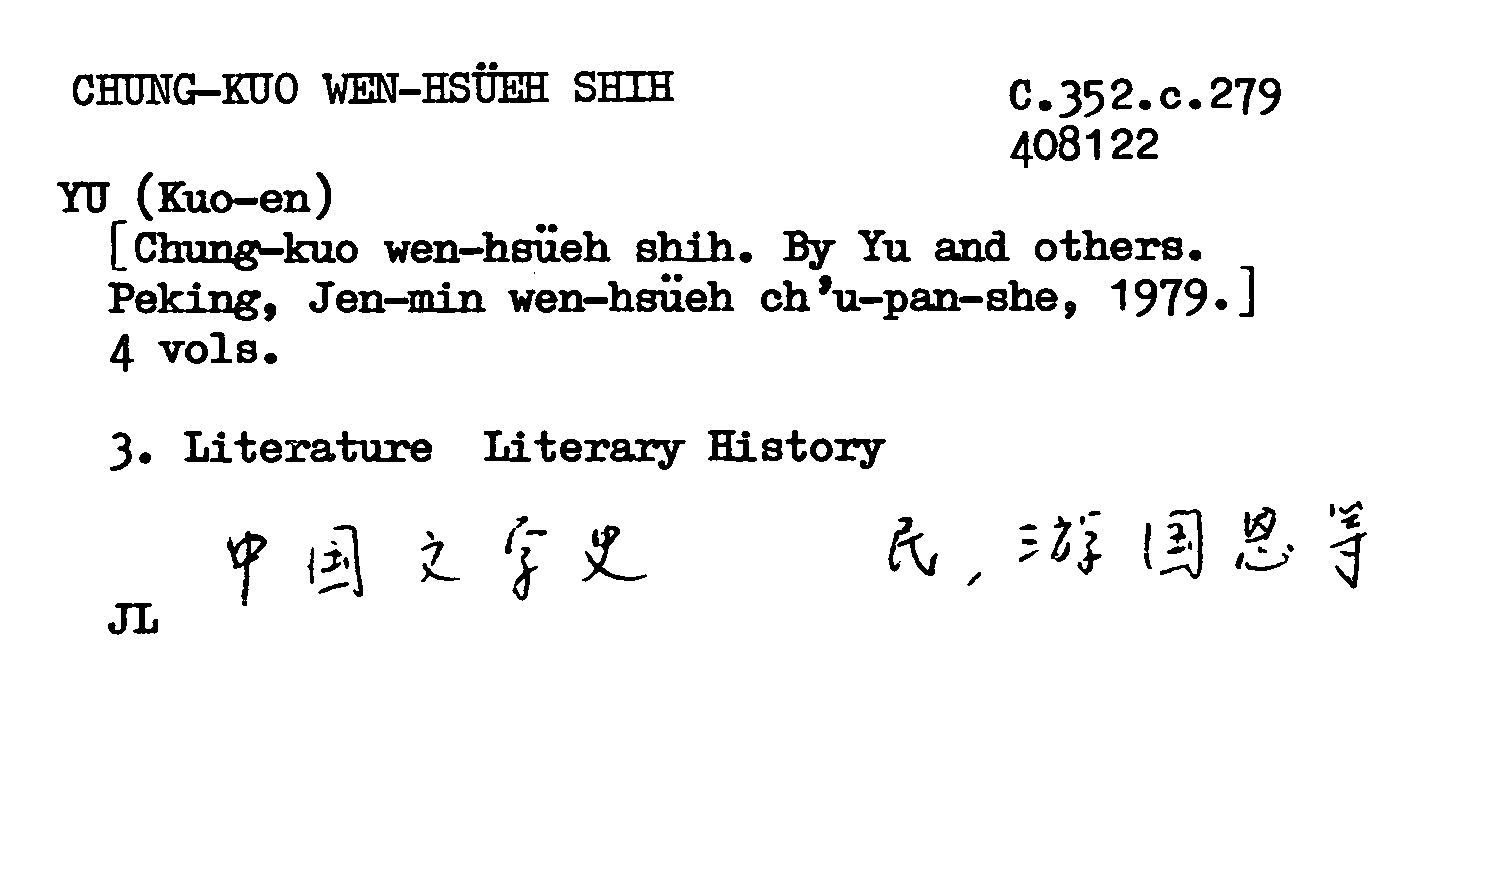 CHUNG-KUO WEN-HSÜEH SHIH
C.352.c.279
408122
YU (Kuo-en)
[Chung-kuo wen-hsüeh shih. By Yu and others.
Peking, Jen-min wen-hsüeh ch'u-pan-she, 1979.]
4 vols.
3. Literature Literary History
中国文学史 民, 游国恩等
JL